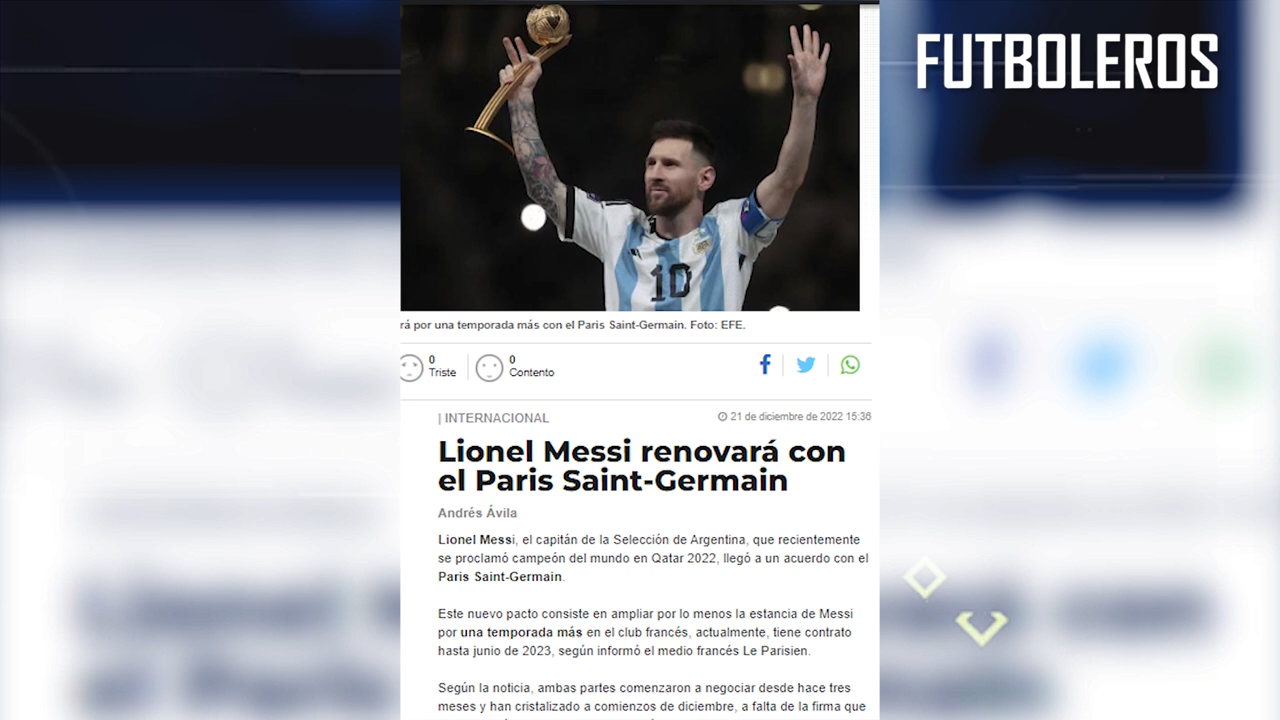 FUTBOLEROS
10
rá por una temporada más con el Paris Saint-Germain. Foto: EFE.
0
Triste
0
Contento
| INTERNACIONAL
21 de diciembre de 2022 15:36
Lionel Messi renovará con
el Paris Saint-Germain
Andrés Ávila
Lionel Messi, el capitán de la Selección de Argentina, que recientemente
se proclamó campeón del mundo en Qatar 2022, llegó a un acuerdo con el
Paris Saint-Germain.
Este nuevo pacto consiste en ampliar por lo menos la estancia de Messi
por una temporada más en el club francés, actualmente, tiene contrato
hasta junio de 2023, según informó el medio francés Le Parisien.
Según la noticia, ambas partes comenzaron a negociar desde hace tres
meses y han cristalizado a comienzos de diciembre, a falta de la firma que